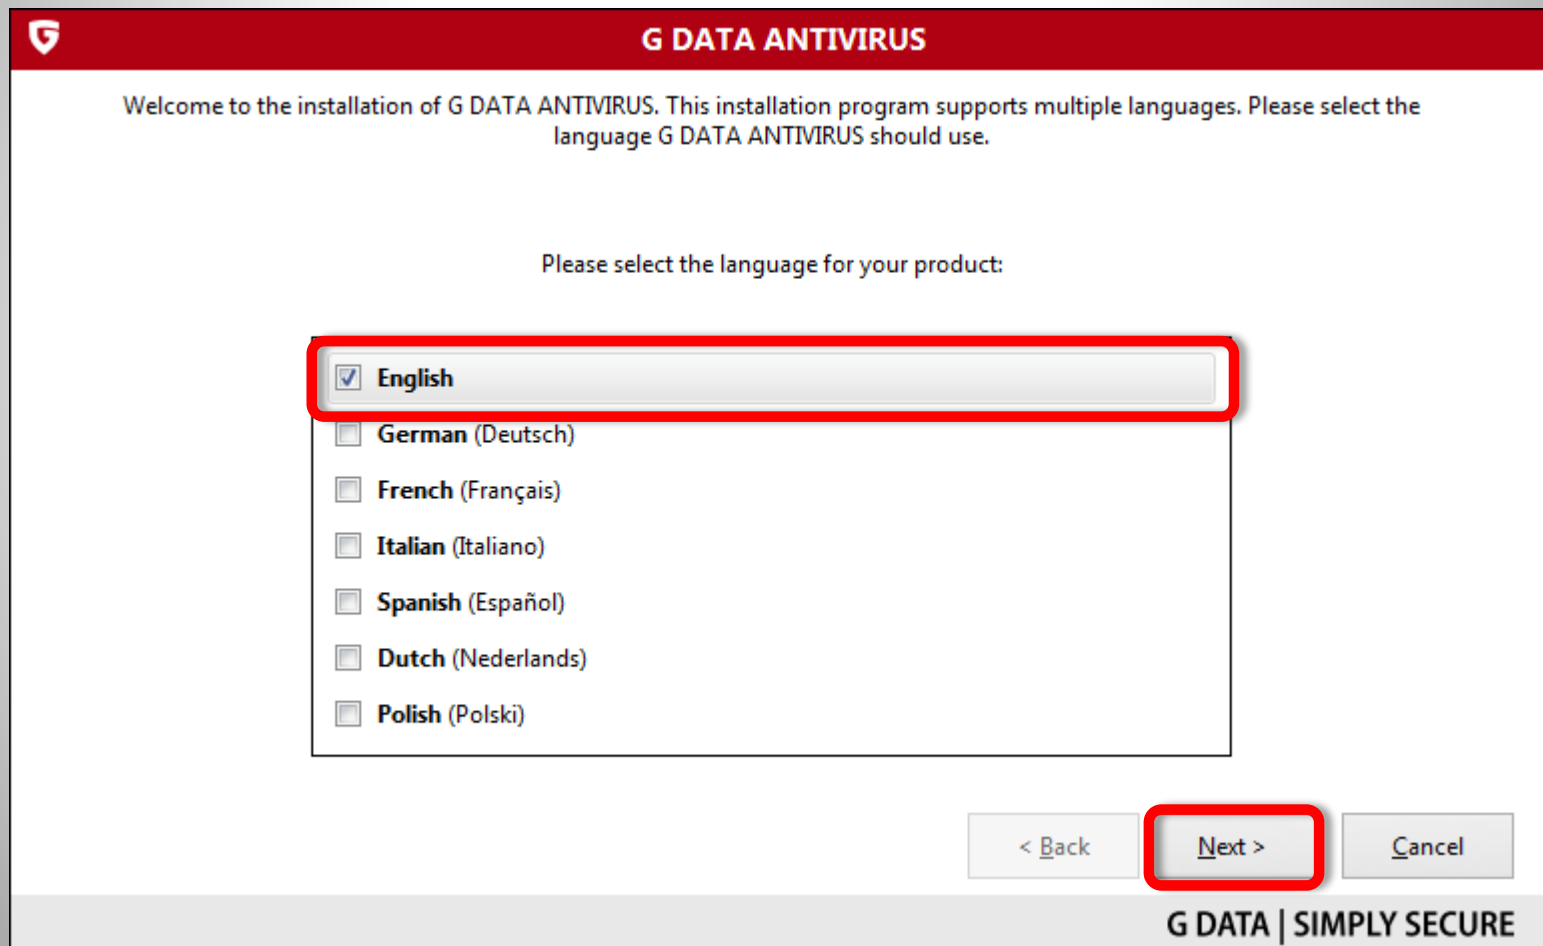 G DATA ANTIVIRUS
Welcome to the installation of G DATA ANTIVIRUS. This installation program supports multiple languages. Please select the
language G DATA ANTIVIRUS should use.
Please select the language for your product:
English
German (Deutsch)
French (Français)
Italian (Italiano)
Spanish (Español)
Dutch (Nederlands)
Polish (Polski)
< Back Next > Cancel
G DATA | SIMPLY SECURE